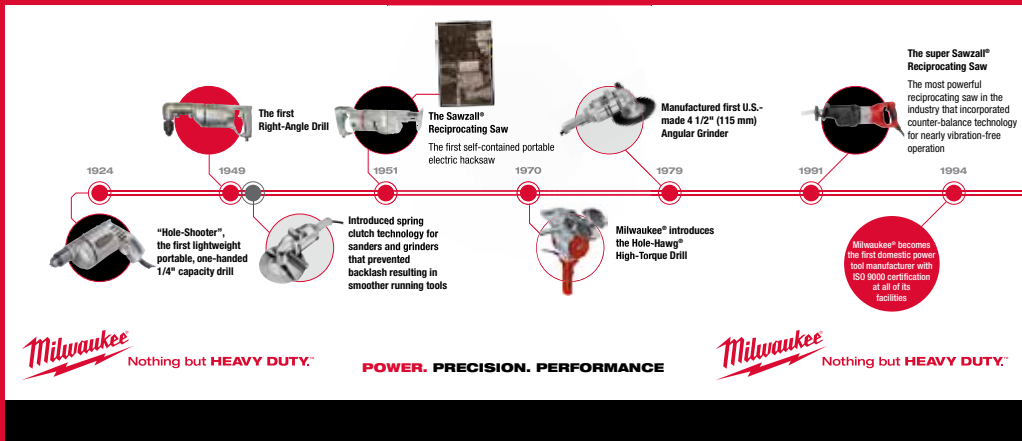 The super Sawzall®
Reciprocating Saw
The most powerful
reciprocating saw in the
industry that incorporated
counter-balance technology
for nearly vibration-free
operation
The first
Right-Angle Drill
The Sawzall®
Reciprocating Saw
The first self-contained portable
electric hacksaw
Manufactured first U.S.-
made 4 1/2" (115 mm)
Angular Grinder
1924
1949
1951
1970
1979
1991
1994
“Hole-Shooter”,
the first lightweight
portable, one-handed
1/4" capacity drill
Introduced spring
clutch technology for
sanders and grinders
that prevented
backlash resulting in
smoother running tools
Milwaukee® introduces
the Hole-Hawg®
High-Torque Drill
Milwaukee® becomes
the first domestic power
tool manufacturer with
ISO 9000 certification
at all of its
facilities
Milwaukee®
Nothing but HEAVY DUTY.™
POWER. PRECISION. PERFORMANCE
Milwaukee®
Nothing but HEAVY DUTY.™